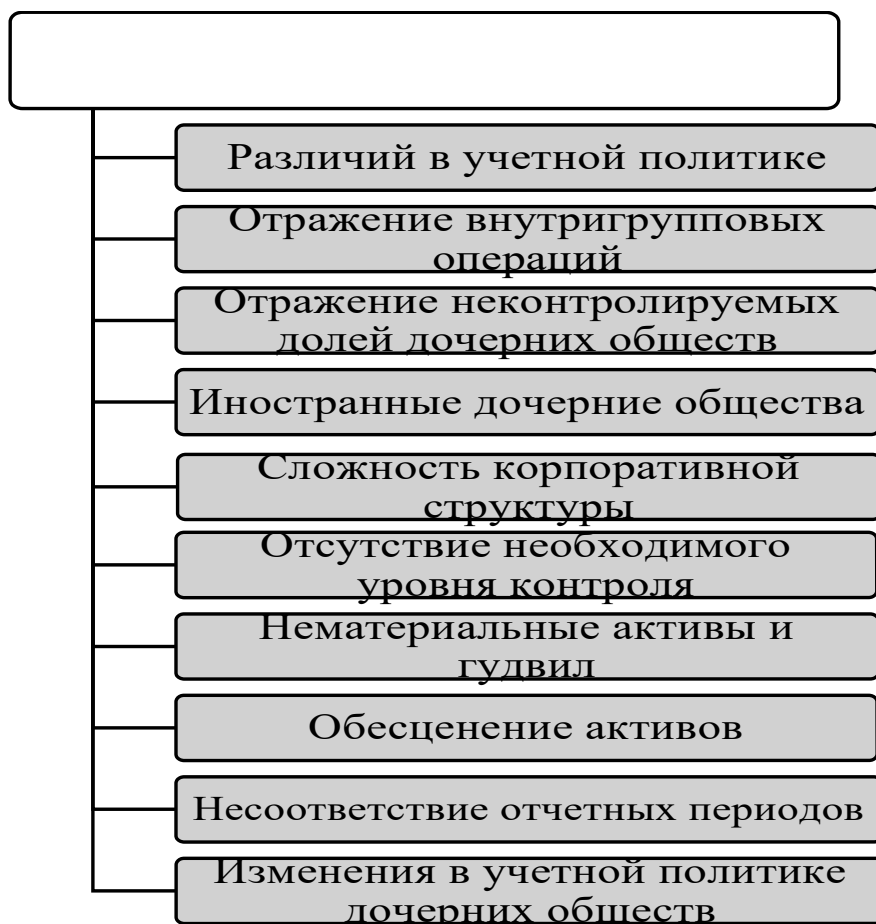 Различий в учетной политике
Отражение внутригрупповых
операций
Отражение неконтролируемых
долей дочерних обществ
Иностранные дочерние общества
Сложность корпоративной
структуры
Отсутствие необходимого
уровня контроля
Нематериальные активы и
гудвил
Обесценение активов
Несоответствие отчетных периодов
Изменения в учетной политике
дочерних обществ